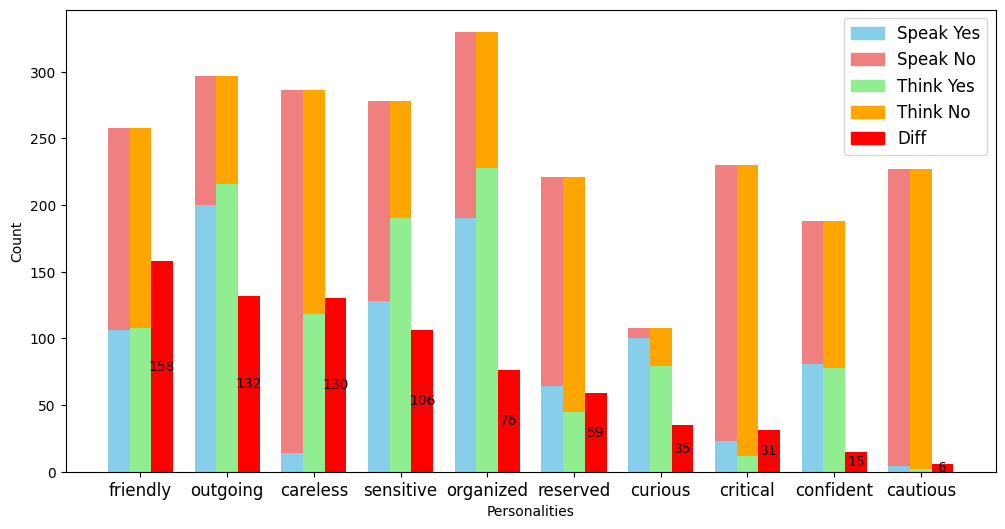 Speak Yes
Speak No
Think Yes
Think No
Diff
Count
300
250
200
150
100
50
0
158
132
130
106
76
59
35
31
15
6
friendly outgoing careless sensitive organized reserved curious critical confident cautious
Personalities